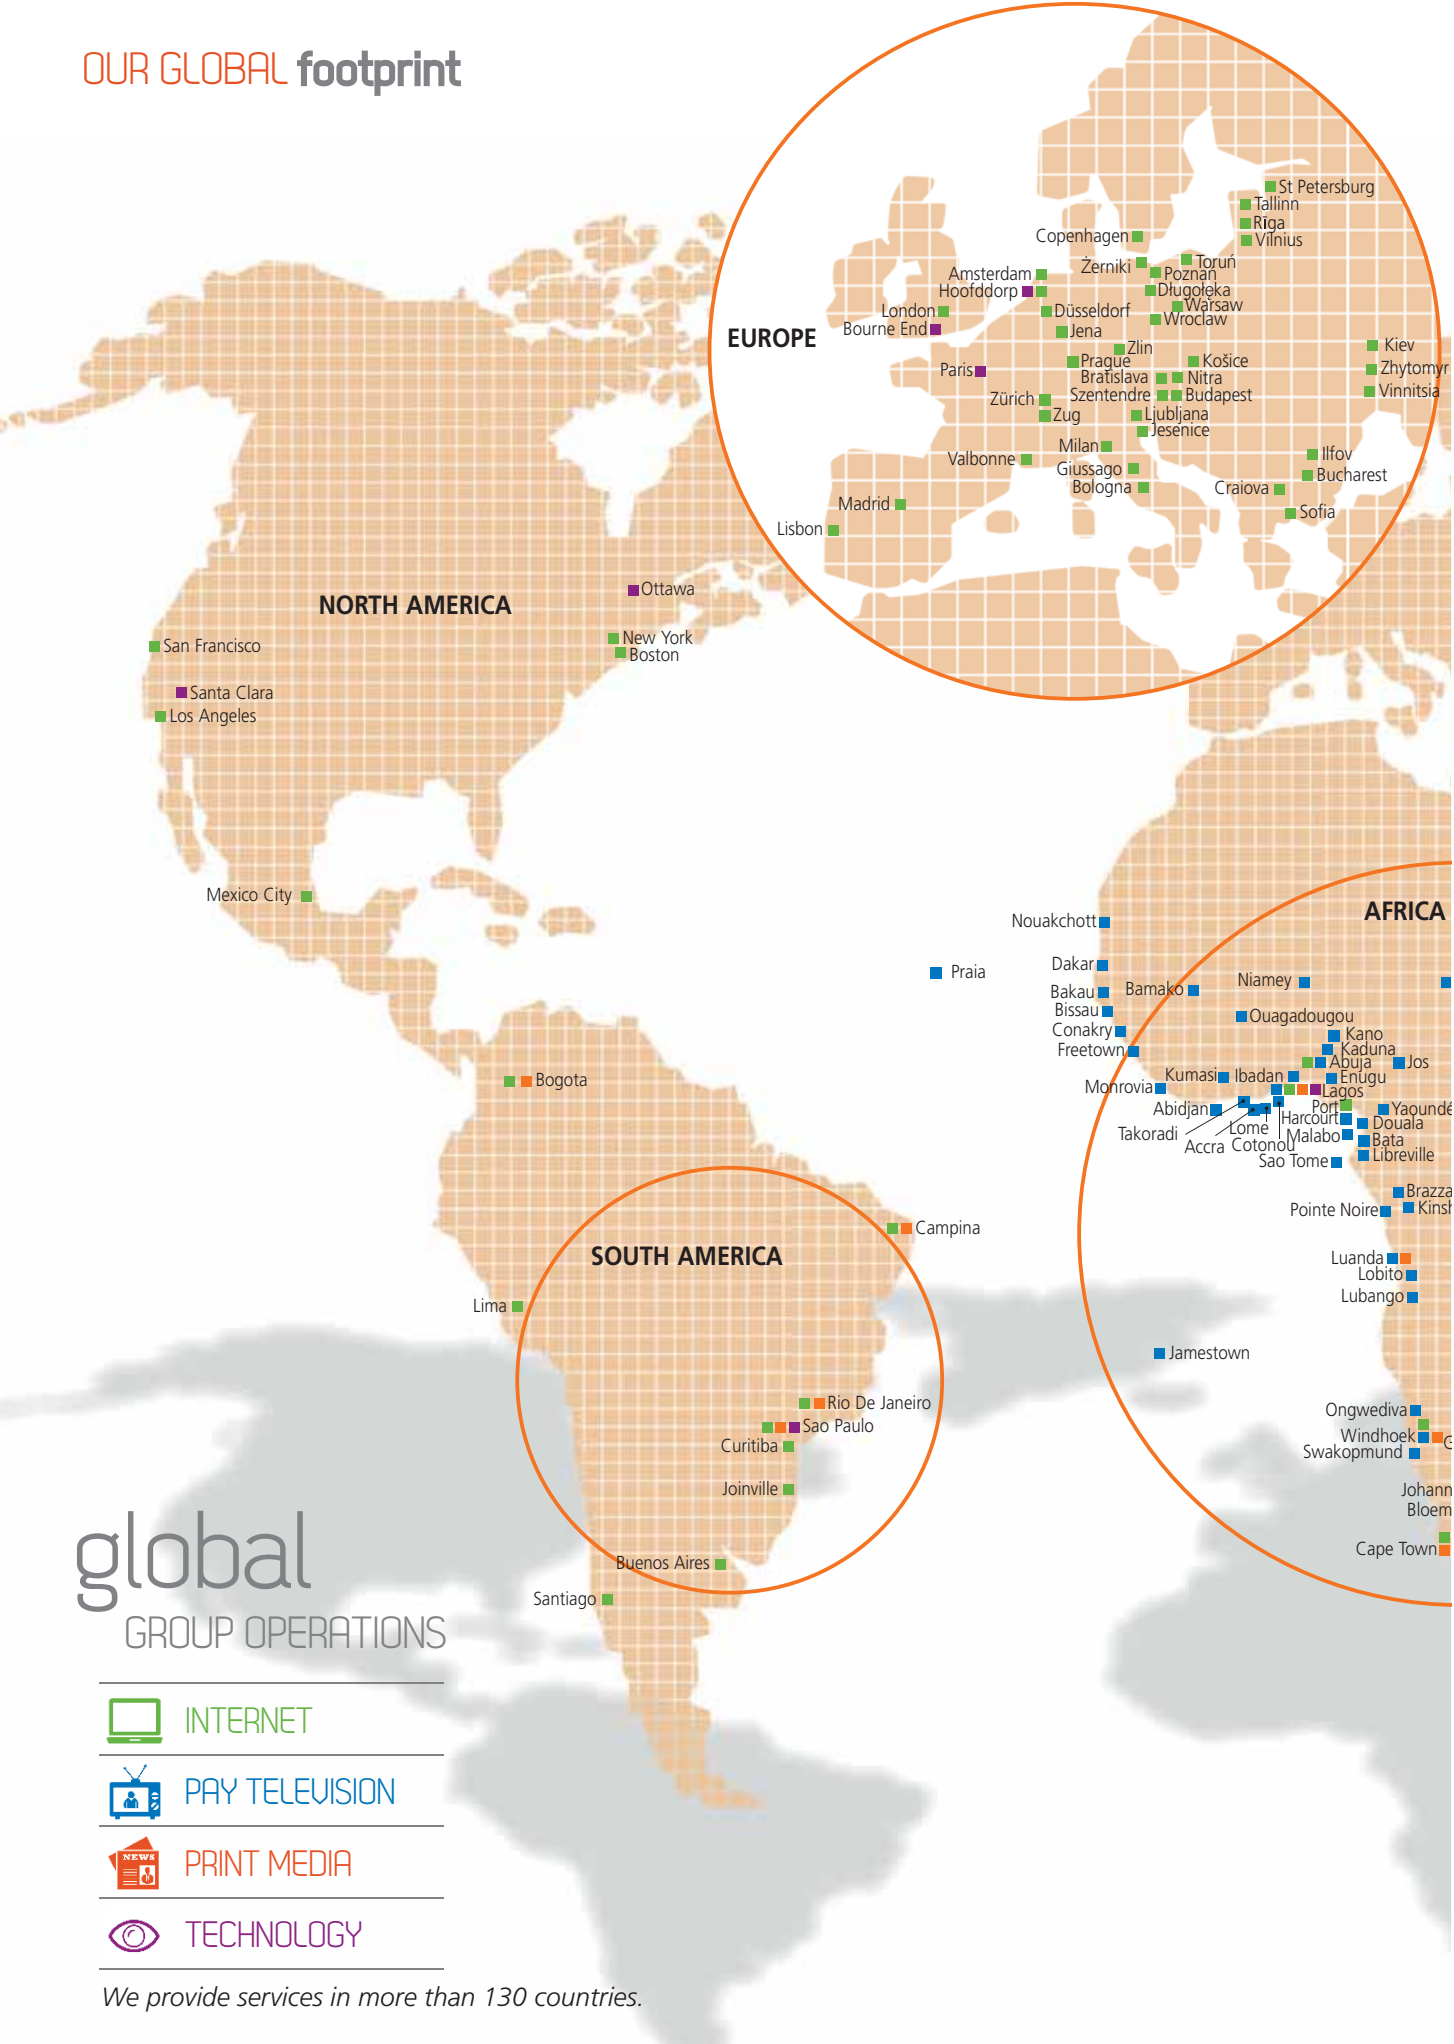 OUR GLOBAL footprint
St Petersburg
Tallinn
Rīga
Vilnius
Copenhagen
Żerniki
Toruń
Poznań
Amsterdam
Hoofddorp
Długołęka
Warsaw
Wroclaw
London
Bourne End
Düsseldorf
Jena
EUROPE
Zlin
Kiev
Paris
Prague
Košice
Zhytomyr
Bratislava
Nitra
Vinnitsia
Zürich
Szentendre
Budapest
Zug
Ljubljana
Jesenice
Milan
Valbonne
Giussago
Bologna
Ilfov
Bucharest
Craiova
Sofia
Madrid
Lisbon
Ottawa
NORTH AMERICA
New York
Boston
San Francisco
Santa Clara
Los Angeles
Mexico City
AFRICA
Nouakchott
Praia
Dakar
Bakau
Bamako
Niamey
Bissau
Ouagadougou
Conakry
Kano
Freetown
Kaduna
Abuja
Jos
Monrovia
Kumasi
Ibadan
Enugu
Lagos
Abidjan
Port
Harcourt
Yaoundé
Douala
Takoradi
Accra
Lome
Cotonou
Malabo
Bata
Sao Tome
Libreville
Brazza
Pointe Noire
Kinsh
Luanda
Lobito
Lubango
Jamestown
Ongwediva
Windhoek
G
Swakopmund
Johann
Bloem
Cape Town
Bogota
Campina
SOUTH AMERICA
Lima
Rio De Janeiro
Sao Paulo
Curitiba
Joinville
Buenos Aires
Santiago
global
GROUP OPERATIONS
INTERNET
PAY TELEVISION
NEWS
PRINT MEDIA
TECHNOLOGY
We provide services in more than 130 countries.